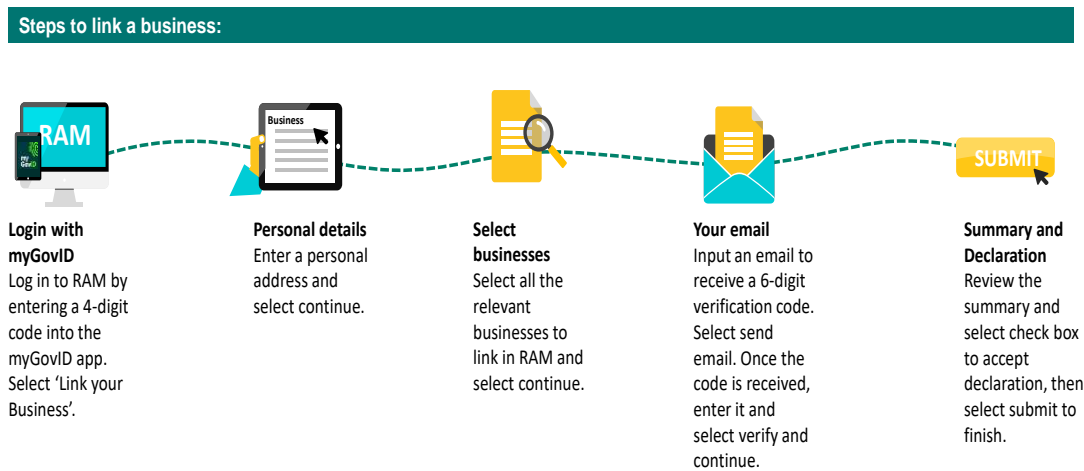 Steps to link a business:
RAM
my
GovID
Business
SUBMIT
Login with
myGovID
Log in to RAM by
entering a 4-digit
code into the
myGovID app.
Select ‘Link your
Business’.
Personal details
Enter a personal
address and
select continue.
Select
businesses
Select all the
relevant
businesses to
link in RAM and
select continue.
Your email
Input an email to
receive a 6-digit
verification code.
Select send
email. Once the
code is received,
enter it and
select verify and
continue.
Summary and
Declaration
Review the
summary and
select check box
to accept
declaration, then
select submit to
finish.